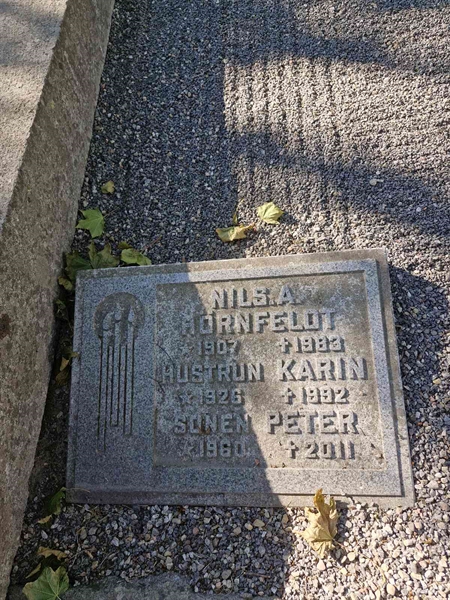 NILS.A.
HÖRNFELDT
☆ 1907 ✝ 1983
HUSTRUN KARIN
☆ 1926 ✝ 1992
SONEN PETER
☆ 1960 ✝ 2011